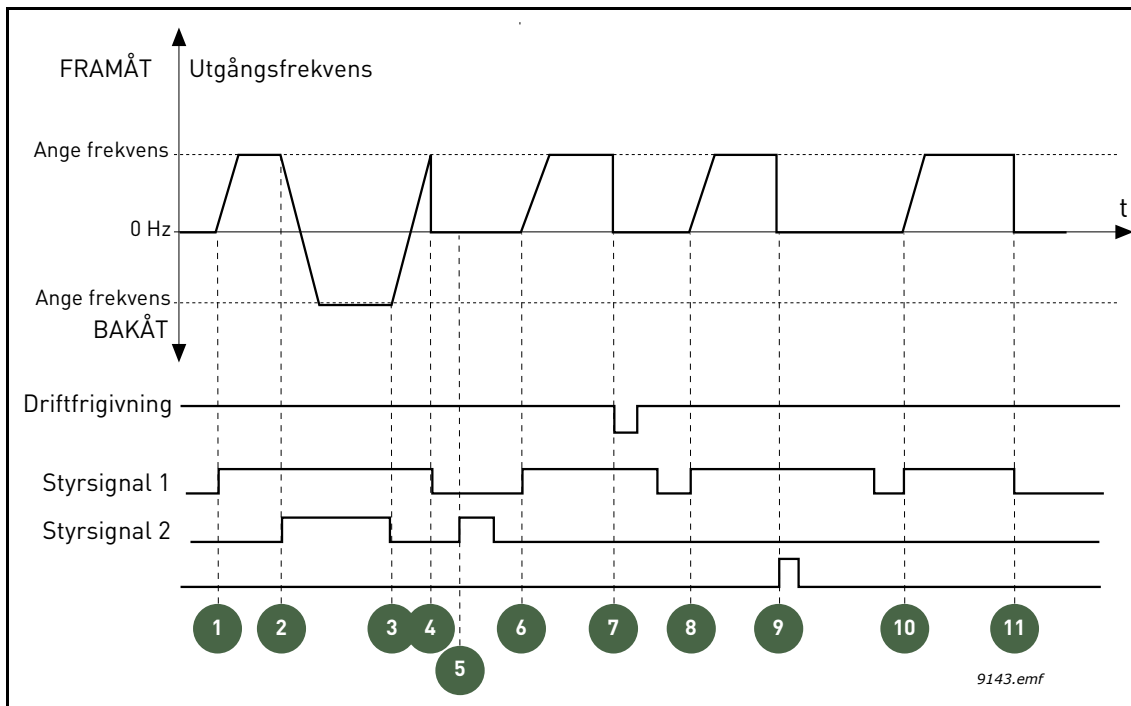 FRAMÅT
Utgångsfrekvens
Ange frekvens
0 Hz
t
Ange frekvens
BAKÅT
Driftfrigivning
Styrsignal 1
Styrsignal 2
1
2
3
4
5
6
7
8
9
10
11
9143.emf